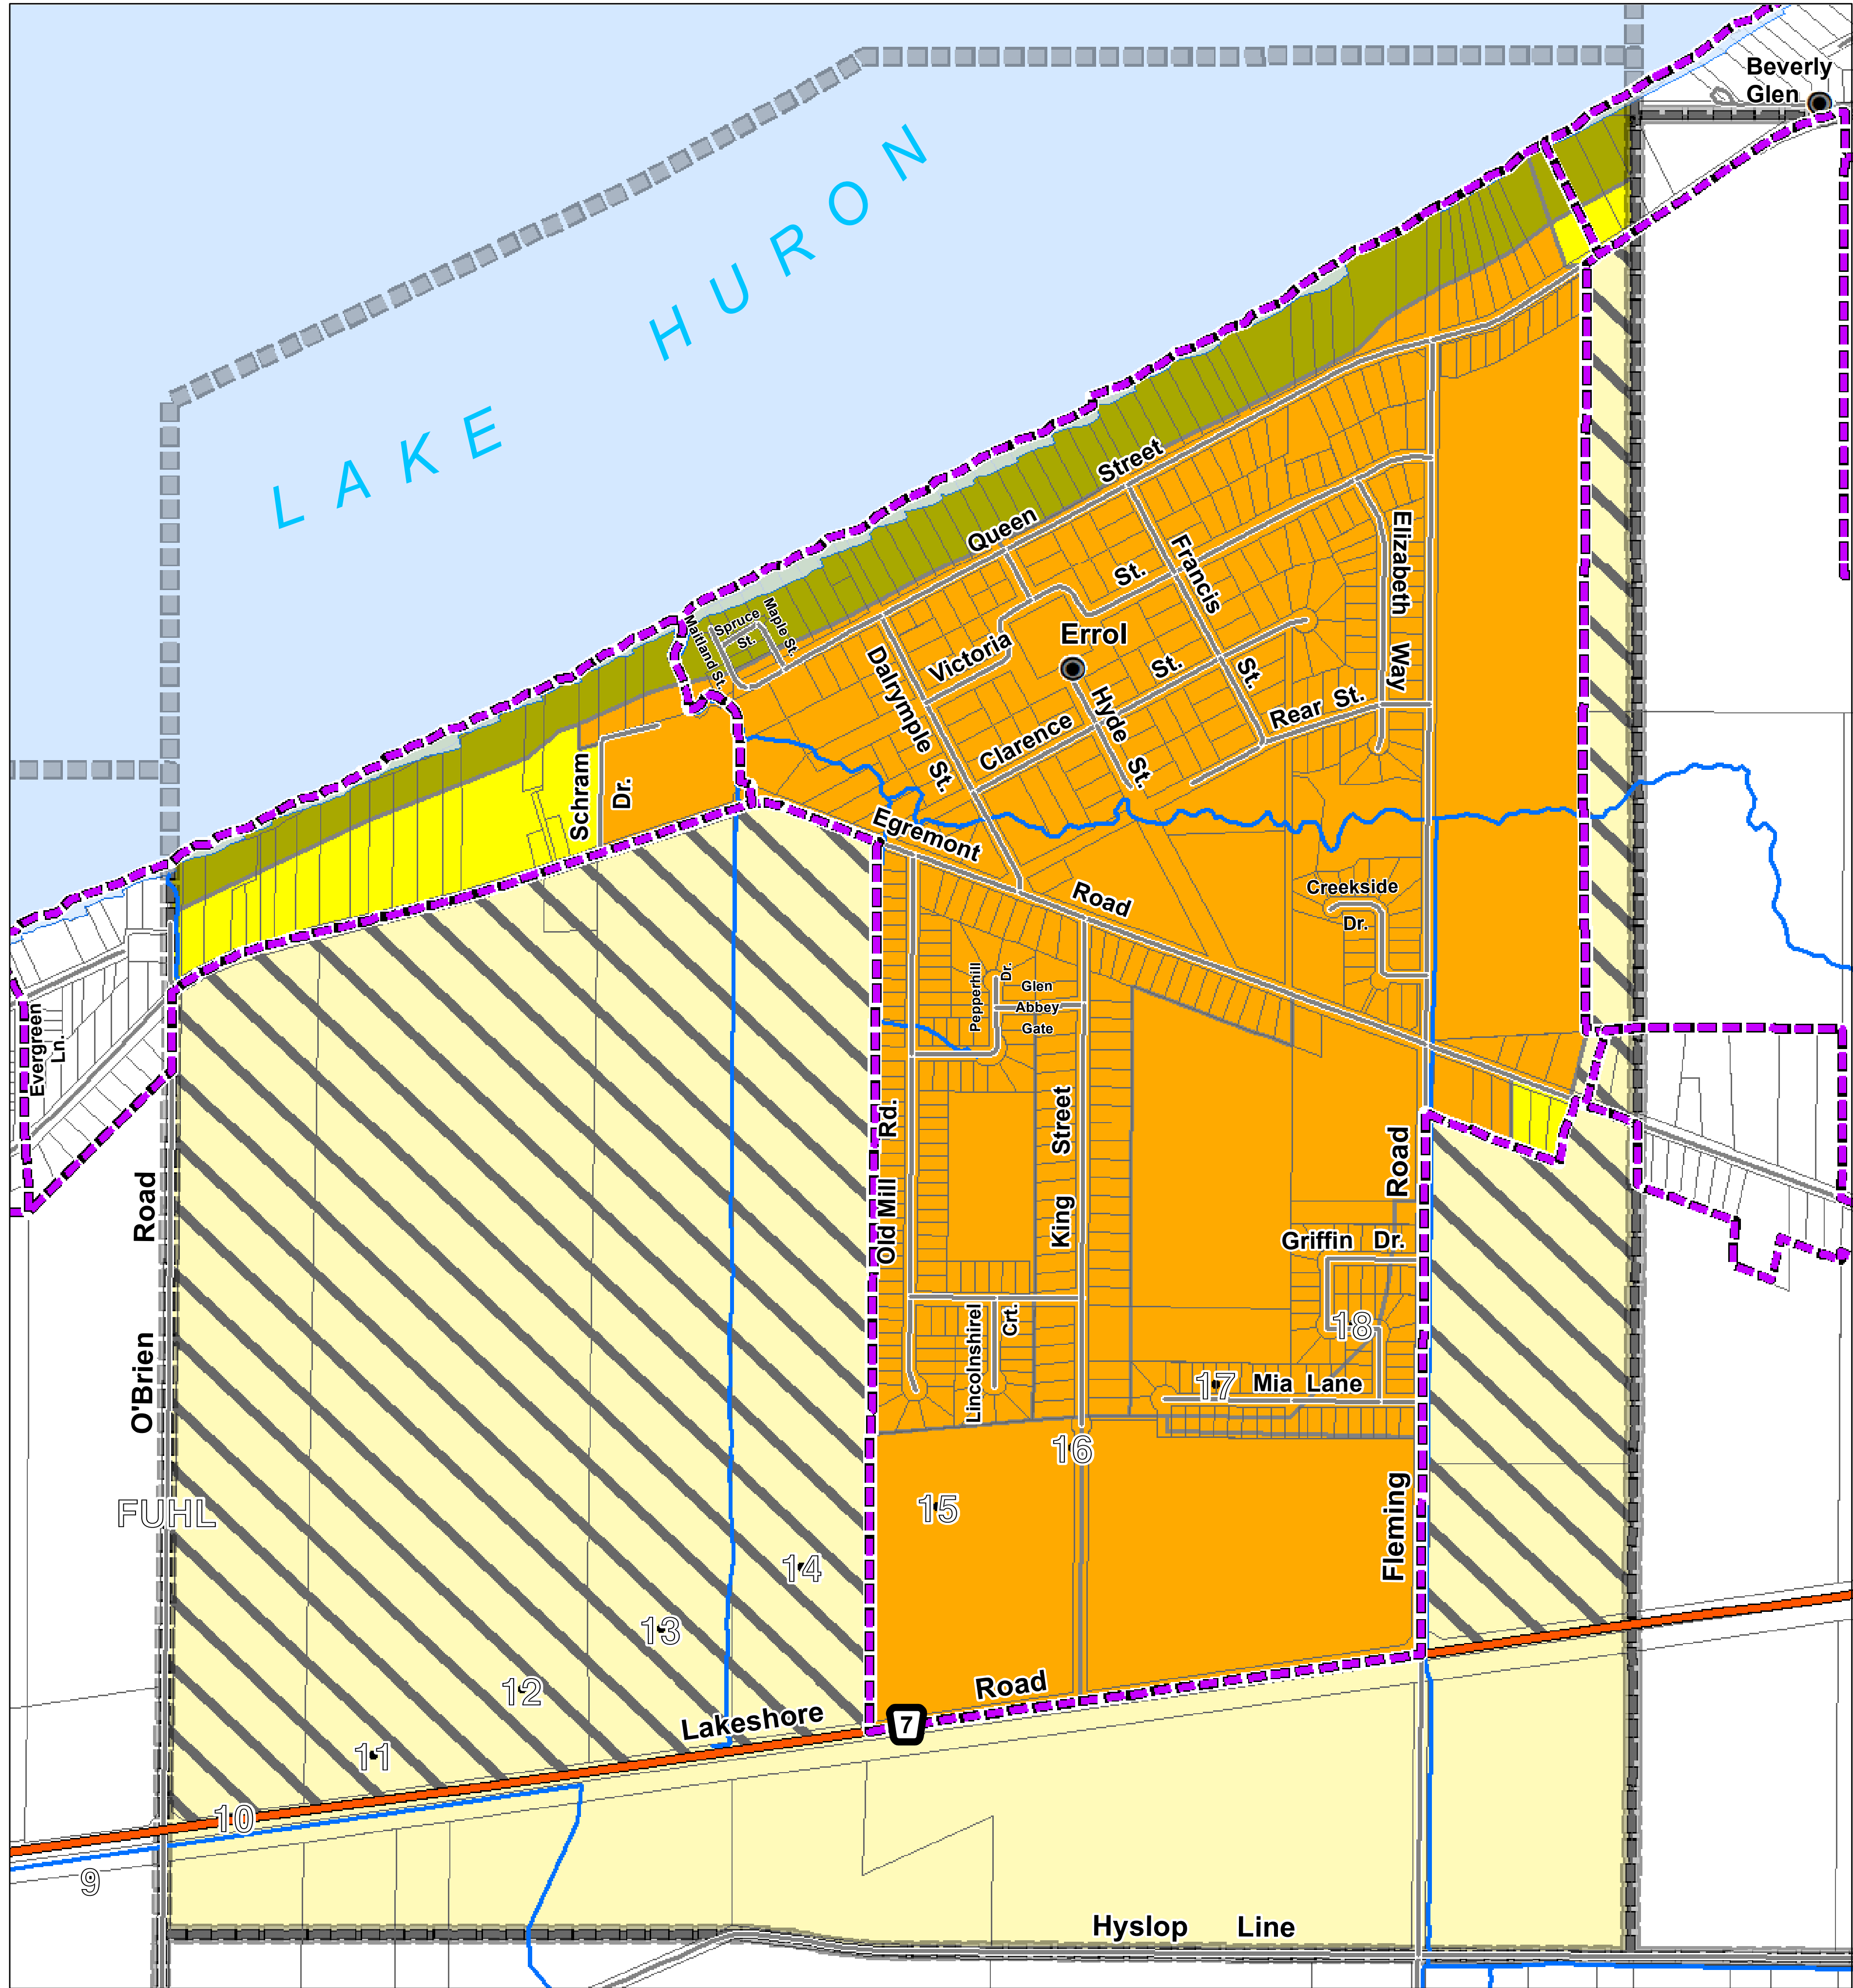 Beverly
Glen
LAKE HURON
Queen Street
Francis St.
Elizabeth Way
Victoria St.
Errol
Maitland St.
Spruce
St.
Maple St.
Dalrymple St.
Clarence St.
Hyde St.
Rear St.
Schram Dr.
Egremont Road
Creekside
Dr.
Pepperhill Dr.
Glen
Abbey
Gate
Evergreen
Ln.
O'Brien Road
Old Mill Rd.
King Street
Fleming Road
Griffin Dr.
18
Lincolnshirel
Crt.
17
Mia Lane
16
15
FUHL
14
13
12
11
10
9
Lakeshore Road
7
Hyslop Line